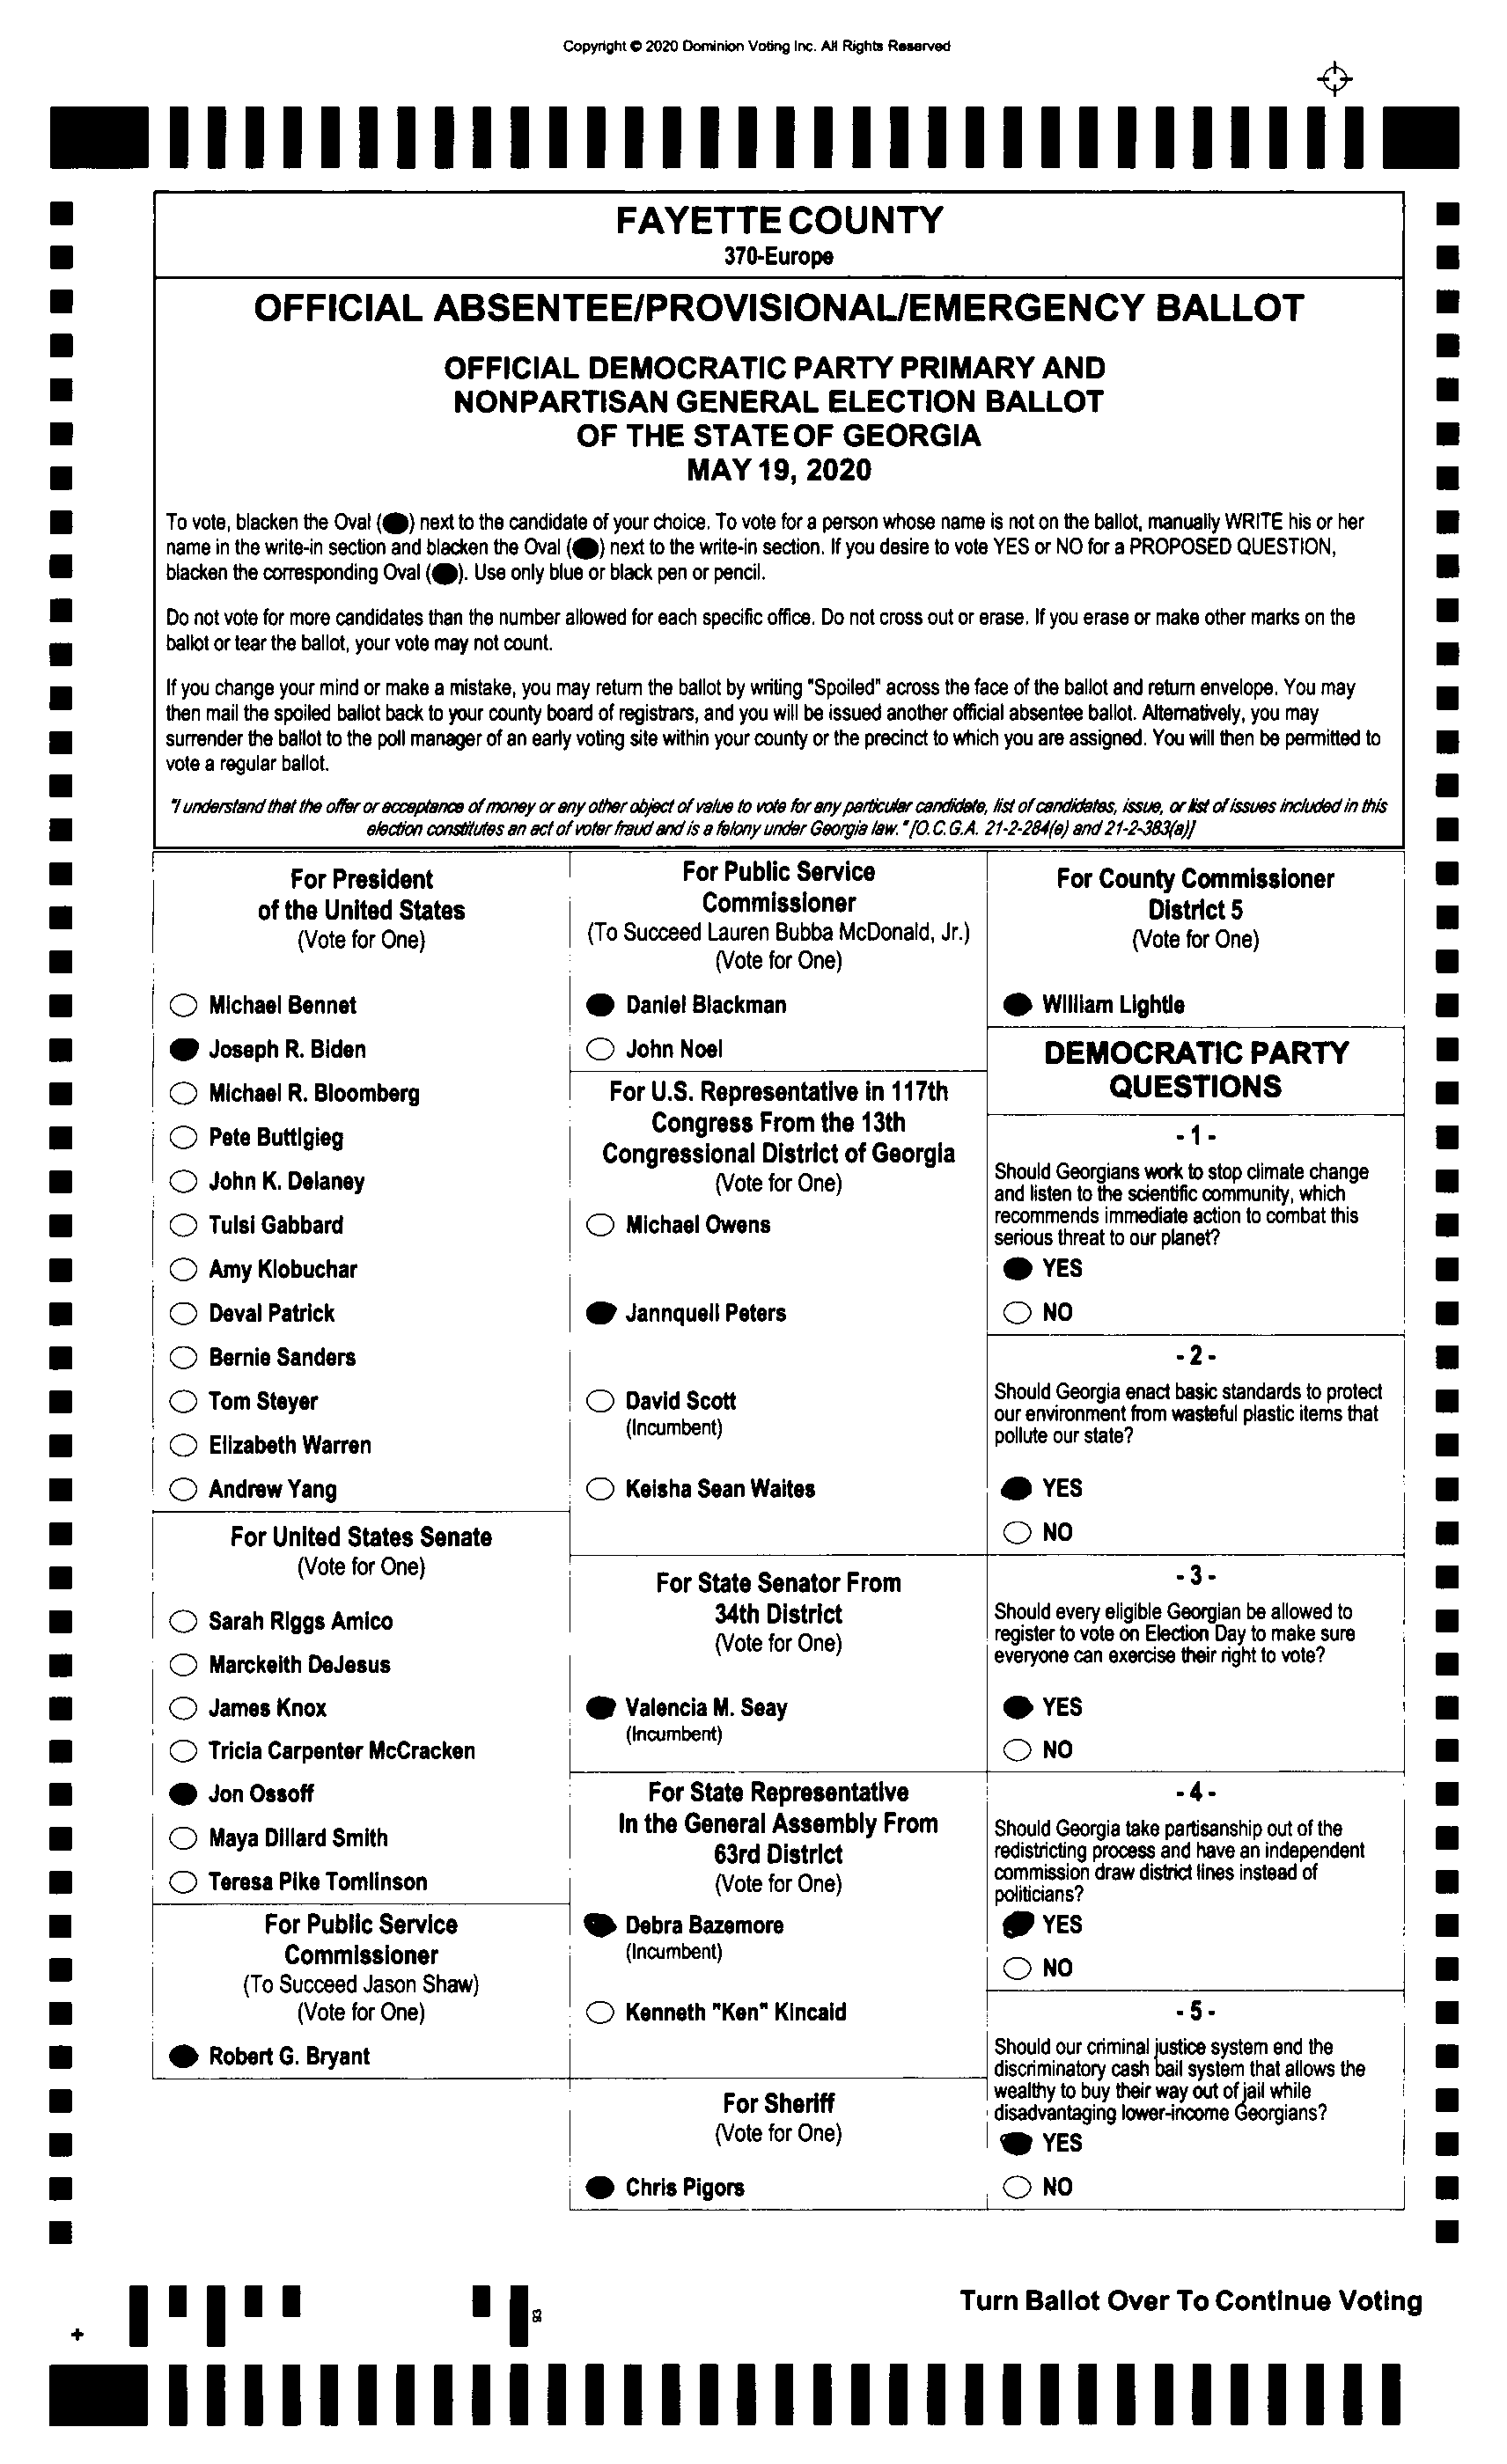 Copyright © 2020 Dominion Voting Inc. All Rights Reserved
FAYETTE COUNTY
370-Europe
OFFICIAL ABSENTEE/PROVISIONAL/EMERGENCY BALLOT
OFFICIAL DEMOCRATIC PARTY PRIMARY AND
NONPARTISAN GENERAL ELECTION BALLOT
OF THE STATE OF GEORGIA
MAY 19, 2020
To vote, blacken the Oval (●) next to the candidate of your choice. To vote for a person whose name is not on the ballot, manually WRITE his or her
name in the write-in section and blacken the Oval (●) next to the write-in section. If you desire to vote YES or NO for a PROPOSED QUESTION,
blacken the corresponding Oval (●). Use only blue or black pen or pencil.
Do not vote for more candidates than the number allowed for each specific office. Do not cross out or erase. If you erase or make other marks on the
ballot or tear the ballot, your vote may not count.
If you change your mind or make a mistake, you may return the ballot by writing "Spoiled" across the face of the ballot and return envelope. You may
then mail the spoiled ballot back to your county board of registrars, and you will be issued another official absentee ballot. Alternatively, you may
surrender the ballot to the poll manager of an early voting site within your county or the precinct to which you are assigned. You will then be permitted to
vote a regular ballot.
"I understand that the offer or acceptance of money or any other object of value to vote for any particular candidate, list of candidates, issue, or list of issues included in this
election constitutes an act of voter fraud and is a felony under Georgia law." [O.C.G.A. 21-2-284(e) and 21-2-383(a)]
For President
of the United States
(Vote for One)
Michael Bennet
Joseph R. Biden
Michael R. Bloomberg
Pete Buttigieg
John K. Delaney
Tulsi Gabbard
Amy Klobuchar
Deval Patrick
Bernie Sanders
Tom Steyer
Elizabeth Warren
Andrew Yang
For United States Senate
(Vote for One)
Sarah Riggs Amico
Marckeith DeJesus
James Knox
Tricia Carpenter McCracken
Jon Ossoff
Maya Dillard Smith
Teresa Pike Tomlinson
For Public Service
Commissioner
(To Succeed Jason Shaw)
(Vote for One)
Robert G. Bryant
For Public Service
Commissioner
(To Succeed Lauren Bubba McDonald, Jr.)
(Vote for One)
Daniel Blackman
John Noel
For U.S. Representative in 117th
Congress From the 13th
Congressional District of Georgia
(Vote for One)
Michael Owens
Jannquell Peters
David Scott
(Incumbent)
Keisha Sean Waites
For State Senator From
34th District
(Vote for One)
Valencia M. Seay
(Incumbent)
For State Representative
In the General Assembly From
63rd District
(Vote for One)
Debra Bazemore
(Incumbent)
Kenneth "Ken" Kincaid
For Sheriff
(Vote for One)
Chris Pigors
For County Commissioner
District 5
(Vote for One)
William Lightle
DEMOCRATIC PARTY
QUESTIONS
- 1 -
Should Georgians work to stop climate change
and listen to the scientific community, which
recommends immediate action to combat this
serious threat to our planet?
YES
NO
- 2 -
Should Georgia enact basic standards to protect
our environment from wasteful plastic items that
pollute our state?
YES
NO
- 3 -
Should every eligible Georgian be allowed to
register to vote on Election Day to make sure
everyone can exercise their right to vote?
YES
NO
- 4 -
Should Georgia take partisanship out of the
redistricting process and have an independent
commission draw district lines instead of
politicians?
YES
NO
- 5 -
Should our criminal justice system end the
discriminatory cash bail system that allows the
wealthy to buy their way out of jail while
disadvantaging lower-income Georgians?
YES
NO
Turn Ballot Over To Continue Voting